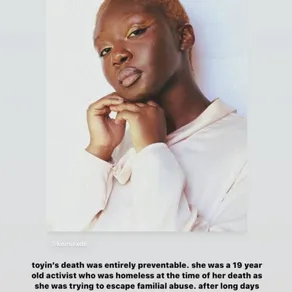 toyin's death was entirely preventable. she was a 19 year
old activist who was homeless at the time of her death as
she was trying to escape familial abuse. after long days